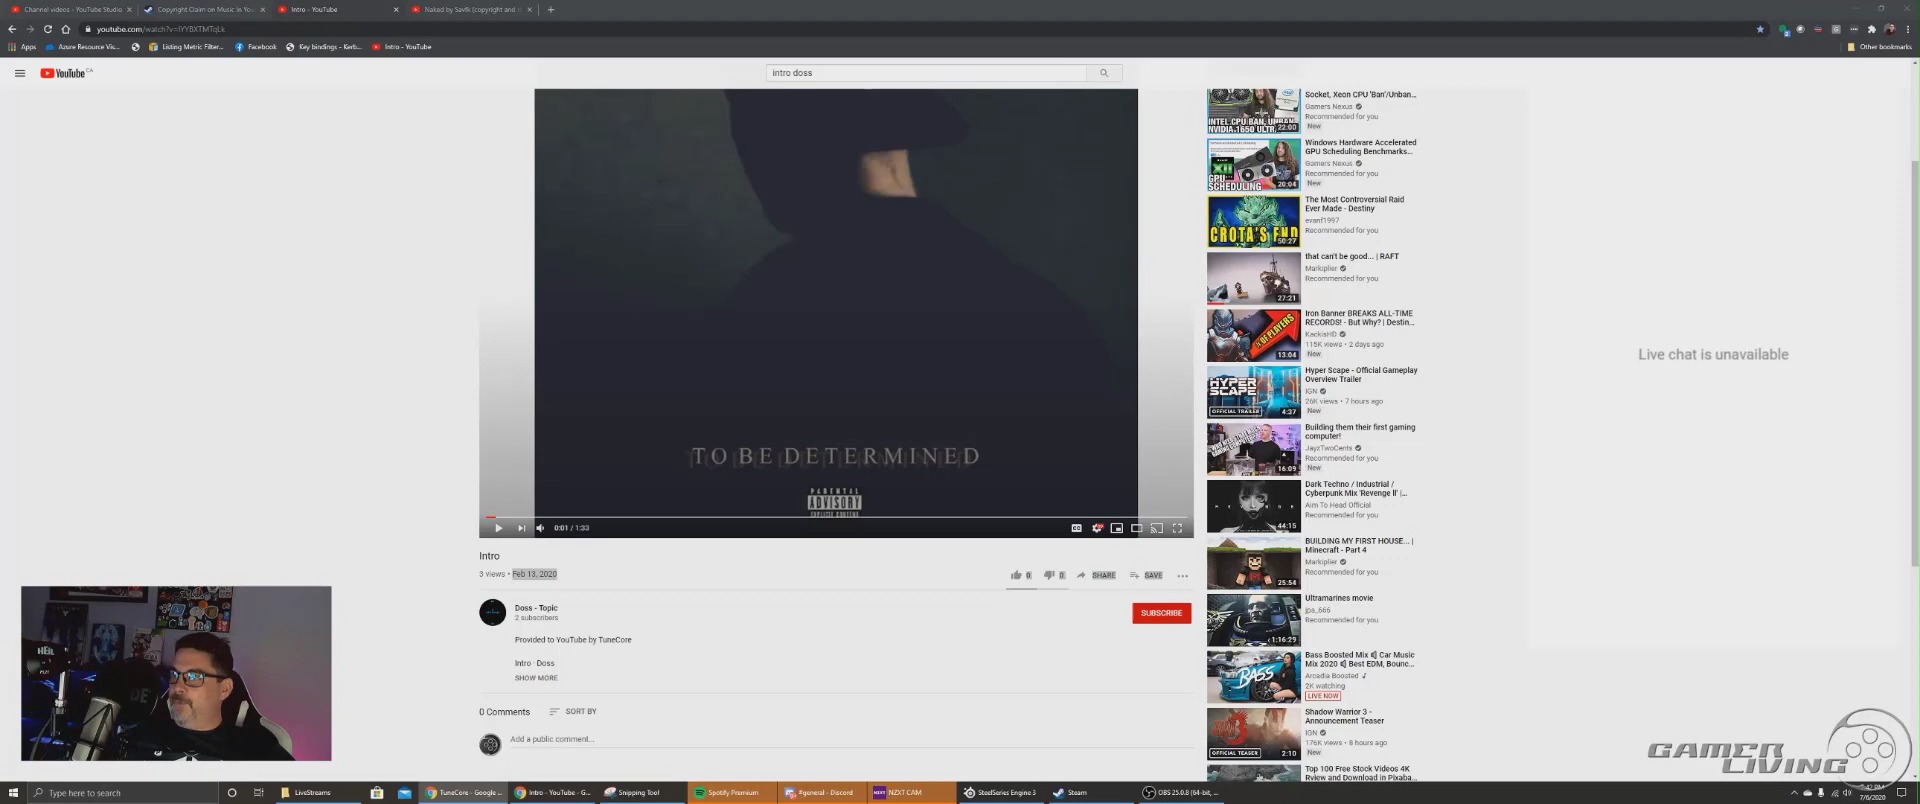 Channel videos - YouTube Studio
Copyright Claim on Music in Yo
Intro - YouTube
Naked by Savfk (copyright and
youtube.com/watch?v=IYYBXTMTqLk
Apps
Azure Resource Vis...
Listing Metric Filter...
Facebook
Key bindings - Kerb...
Intro - YouTube
Other bookmarks
YouTube CA
intro doss
TO BE DETERMINED
PARENTAL
ADVISORY
EXPLICIT CONTENT
0:01 / 1:33
Intro
3 views • Feb 13, 2020
0
0
SHARE
SAVE
Doss - Topic
2 subscribers
SUBSCRIBE
Provided to YouTube by TuneCore
Intro · Doss
SHOW MORE
0 Comments
SORT BY
Add a public comment...
INTEL CPU BAN, UNBAN,
NVIDIA 1650 ULTR
22:00
Socket, Xeon CPU 'Ban'/Unban...
Gamers Nexus
Recommended for you
New
GPU
SCHEDULING
20:04
Windows Hardware Accelerated
GPU Scheduling Benchmarks...
Gamers Nexus
Recommended for you
New
CROTA'S END
50:27
The Most Controversial Raid
Ever Made - Destiny
evanf1997
Recommended for you
27:21
that can't be good... | RAFT
Markiplier
Recommended for you
% OF PLAYERS
13:04
Iron Banner BREAKS ALL-TIME
RECORDS! - But Why? | Destin...
KackisHD
115K views • 2 days ago
New
HYPER
SCAPE
OFFICIAL TRAILER
4:37
Hyper Scape - Official Gameplay
Overview Trailer
IGN
26K views • 7 hours ago
New
16:09
Building them their first gaming
computer!
JayzTwoCents
Recommended for you
New
44:15
Dark Techno / Industrial /
Cyberpunk Mix 'Revenge II' |...
Aim To Head Official
Recommended for you
25:54
BUILDING MY FIRST HOUSE... |
Minecraft - Part 4
Markiplier
Recommended for you
1:16:29
Ultramarines movie
jpa_666
Recommended for you
BASS
Bass Boosted Mix
Car Music
Mix 2020
Best EDM, Bounc...
Arcadia Boosted
2K watching
LIVE NOW
OFFICIAL TEASER
2:10
Shadow Warrior 3 -
Announcement Teaser
IGN
176K views • 8 hours ago
New
Top 100 Free Stock Videos 4K
Rview and Download in Pixaba...
Live chat is unavailable
GAMER
LIVING
Type here to search
LiveStreams
TuneCore - Google ...
Intro - YouTube - G...
Snipping Tool
Spotify Premium
#general - Discord
NZXT CAM
SteelSeries Engine 3
Steam
OBS 25.0.8 (64-bit, ...
7/6/2020